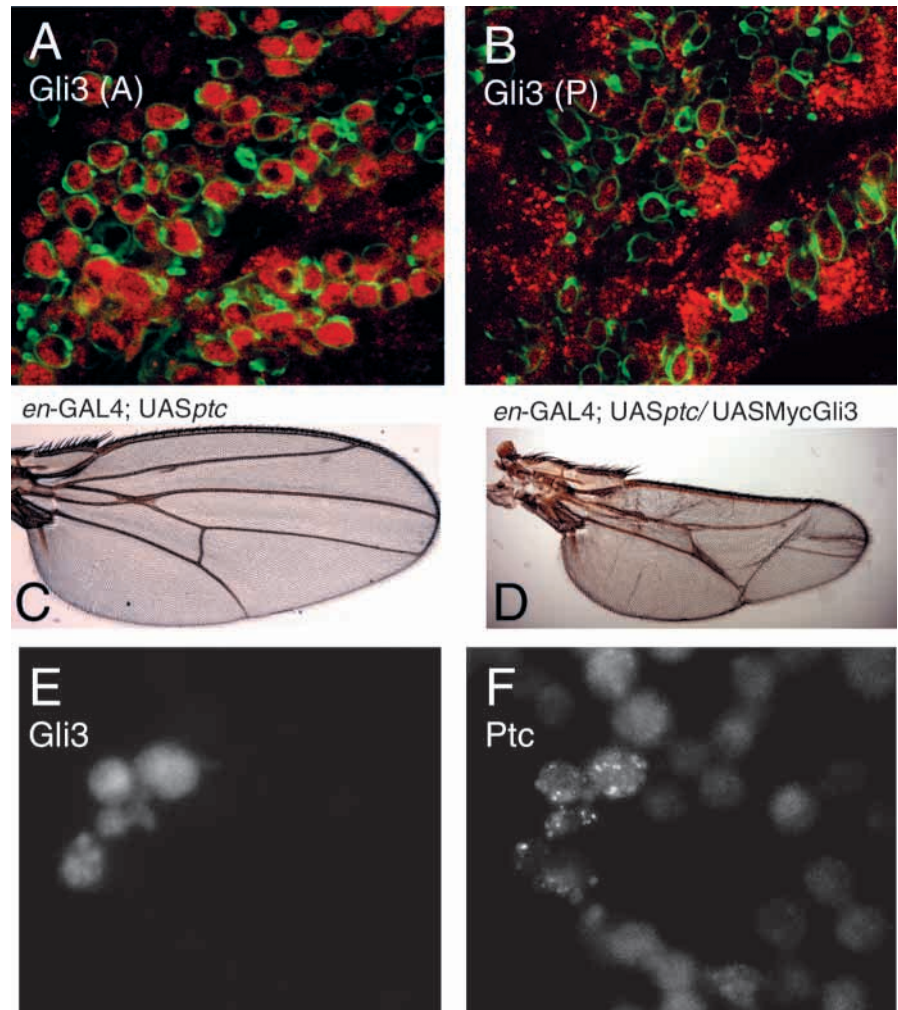 A
Gli3 (A)
B
Gli3 (P)
en-GAL4; UASptc
en-GAL4; UASptc/ UASMycGli3
C
D
E
Gli3
F
Ptc